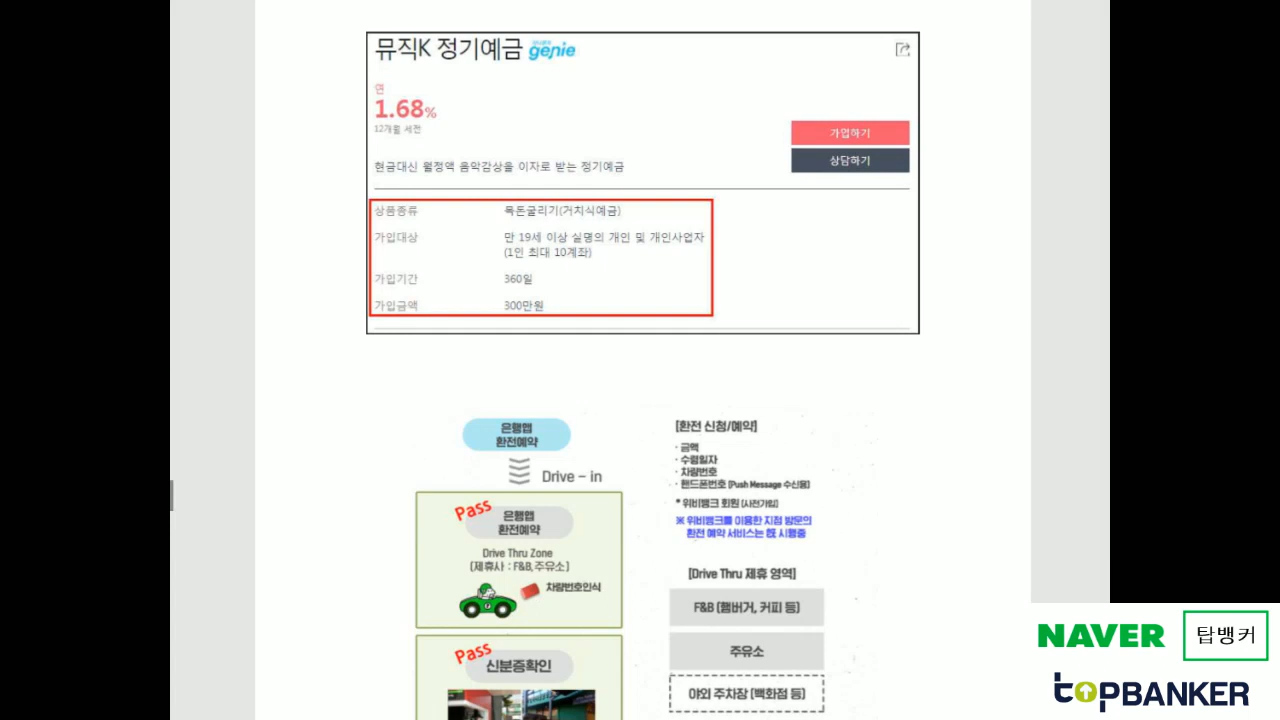 뮤직K 정기예금 genie
연
1.68%
12개월 세전
가입하기
상담하기
현금대신 월정액 음악감상을 이자로 받는 정기예금
상품종류 목돈굴리기(거치식예금)
가입대상 만 19세 이상 실명의 개인 및 개인사업자
(1인 최대 10계좌)
가입기간 360일
가입금액 300만원
은행앱
환전예약
Drive – in
Pass
은행앱
환전예약
Drive Thru Zone
(제휴사 : F&B, 주유소)
차량번호인식
Pass
신분증확인
[환전 신청/예약]
· 금액
· 수령일자
· 차량번호
· 핸드폰번호 (Push Message 수신용)
* 위비뱅크 회원 (사전가입)
※ 위비뱅크를 이용한 지점 방문의
환전 예약 서비스는 旣 시행중
[Drive Thru 제휴 영역]
F&B (햄버거, 커피 등)
주유소
야외 주차장 (백화점 등)
NAVER 탑뱅커
topBANKER